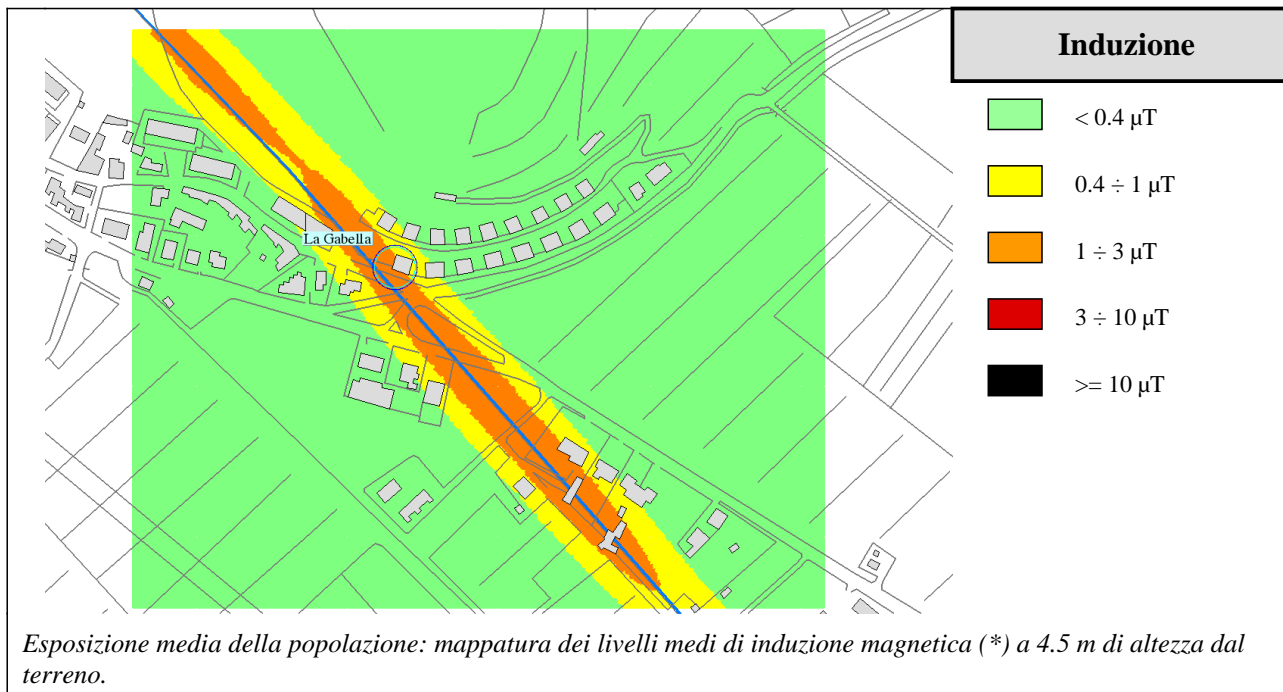 Induzione
< 0.4 µT
0.4 ÷ 1 µT
1 ÷ 3 µT
3 ÷ 10 µT
>= 10 µT
La Gabella
Esposizione media della popolazione: mappatura dei livelli medi di induzione magnetica (*) a 4.5 m di altezza dal
terreno.